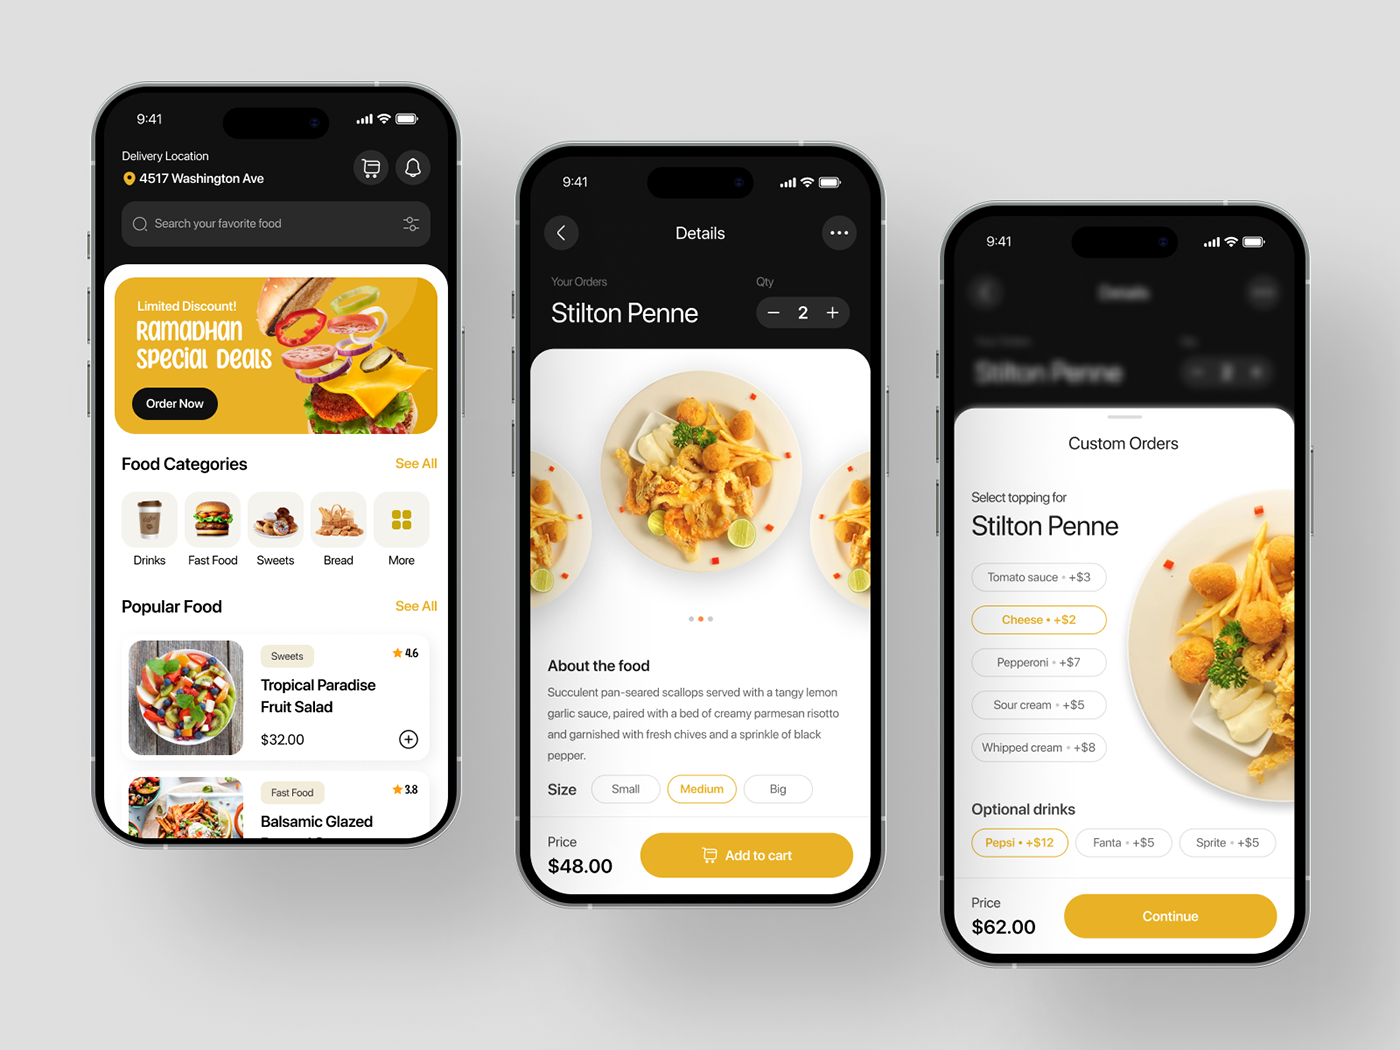 9:41
Delivery Location
4517 Washington Ave
Search your favorite food
Limited Discount!
RAMADHAN
SPECIAL DEALS
Order Now
Food Categories
See All
Drinks
Fast Food
Sweets
Bread
More
Popular Food
See All
Sweets
4.6
Tropical Paradise
Fruit Salad
$32.00
Fast Food
3.8
Balsamic Glazed
9:41
Details
Your Orders
Qty
Stilton Penne
2
About the food
Succulent pan-seared scallops served with a tangy lemon
garlic sauce, paired with a bed of creamy parmesan risotto
and garnished with fresh chives and a sprinkle of black
pepper.
Size
Small
Medium
Big
Price
$48.00
Add to cart
9:41
Details
Your Orders
Qty
Stilton Penne
2
Custom Orders
Select topping for
Stilton Penne
Tomato sauce • +$3
Cheese • +$2
Pepperoni • +$7
Sour cream • +$5
Whipped cream • +$8
Optional drinks
Pepsi • +$12
Fanta • +$5
Sprite • +$5
Price
$62.00
Continue